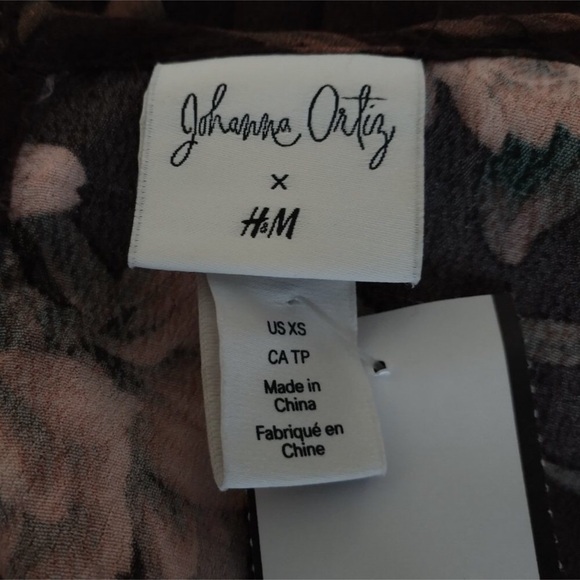 Johanna Ortiz
x
H&M
US XS
CA TP
Made in
China
Fabriqué en
Chine